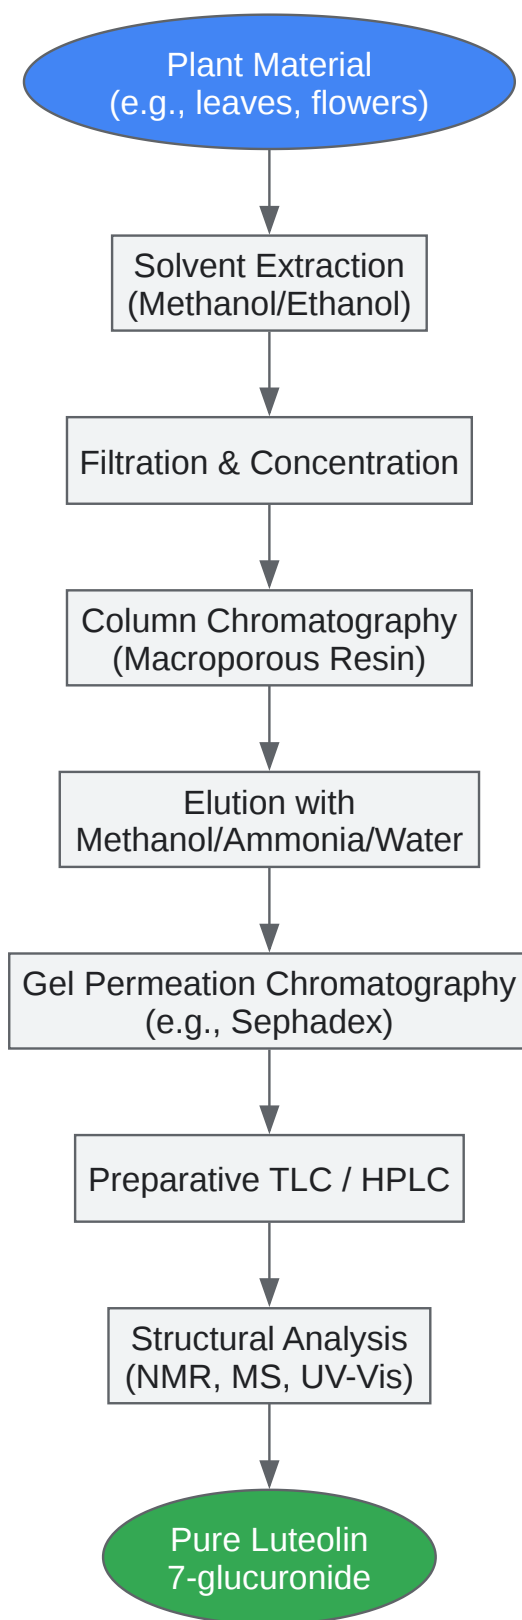 Plant Material
(e.g., leaves, flowers)
Solvent Extraction
(Methanol/Ethanol)
Filtration & Concentration
Column Chromatography
(Macroporous Resin)
Elution with
Methanol/Ammonia/Water
Gel Permeation Chromatography
(e.g., Sephadex)
Preparative TLC / HPLC
Structural Analysis
(NMR, MS, UV-Vis)
Pure Luteolin
7-glucuronide